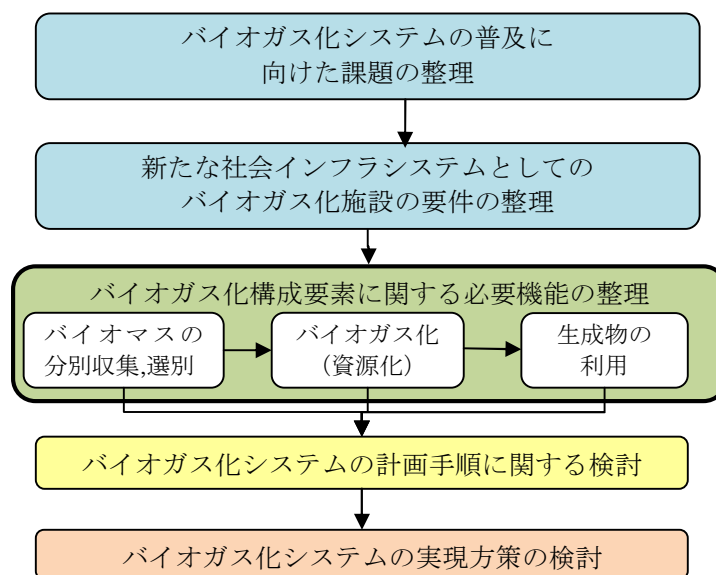 バイオガス化システムの普及に
向けた課題の整理
新たな社会インフラシステムとしての
バイオガス化施設の要件の整理
バイオガス化構成要素に関する必要機能の整理
バイオマスの
分別収集,選別
バイオガス化
（資源化）
生成物の
利用
バイオガス化システムの計画手順に関する検討
バイオガス化システムの実現方策の検討